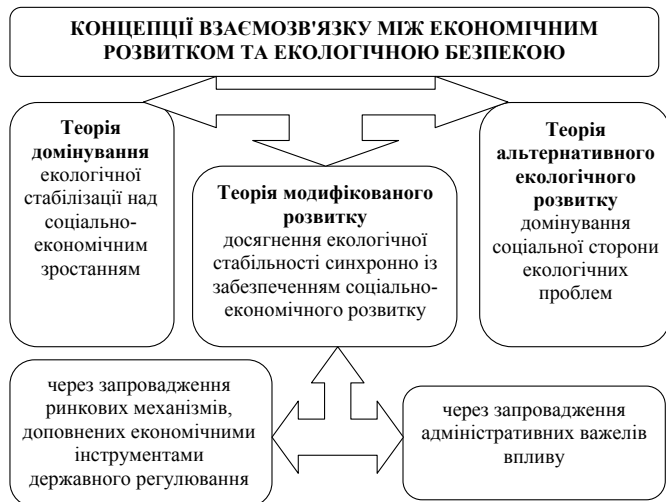 КОНЦЕПЦІЇ ВЗАЄМОЗВ'ЯЗКУ МІЖ ЕКОНОМІЧНИМ
РОЗВИТКОМ ТА ЕКОЛОГІЧНОЮ БЕЗПЕКОЮ
Теорія
домінування
екологічної
стабілізації над
соціально-
економічним
зростанням
Теорія модифікованого
розвитку
досягнення екологічної
стабільності синхронно із
забезпеченням соціально-
економічного розвитку
Теорія
альтернативного
екологічного
розвитку
домінування
соціальної сторони
екологічних
проблем
через запровадження
ринкових механізмів,
доповнених економічними
інструментами
державного регулювання
через запровадження
адміністративних важелів
впливу